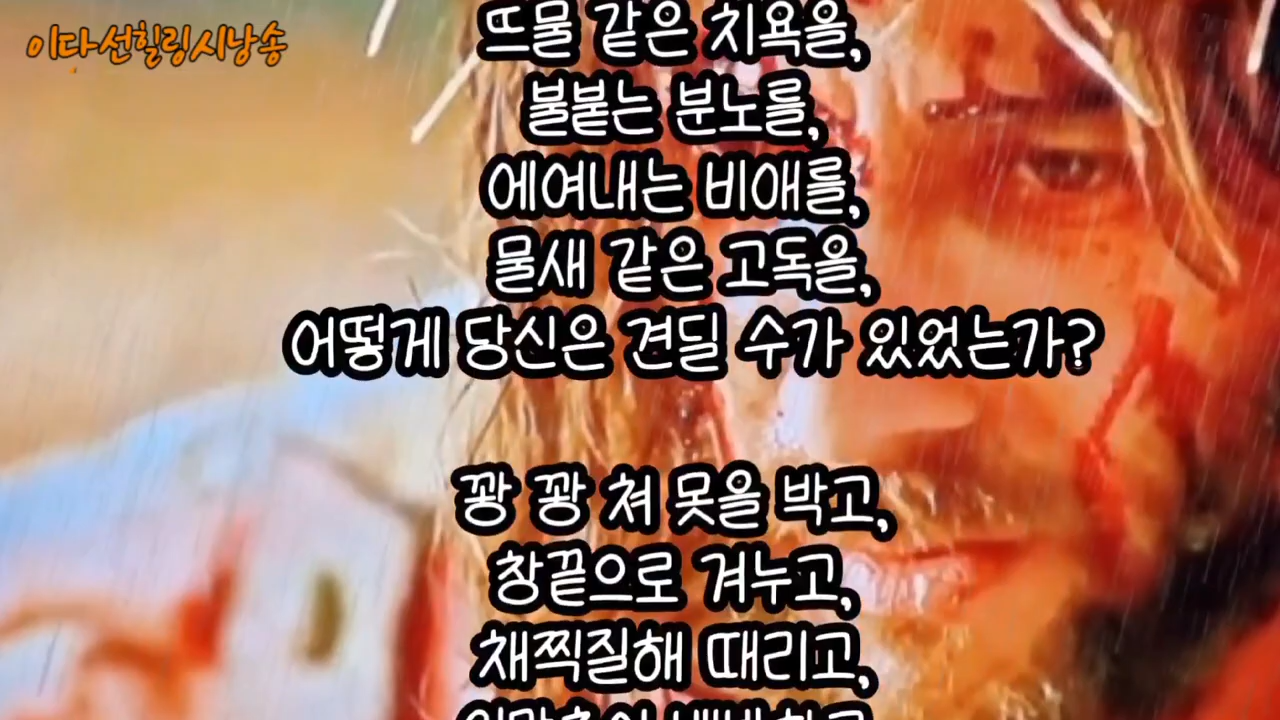 이다선힐링시낭송
뜨물 같은 치욕을,
불붙는 분노를,
에여내는 비애를,
물새 같은 고독을,
어떻게 당신은 견딜 수가 있었는가?
꽝 꽝 쳐 못을 박고,
창끝으로 겨누고,
채찍질해 때리고,